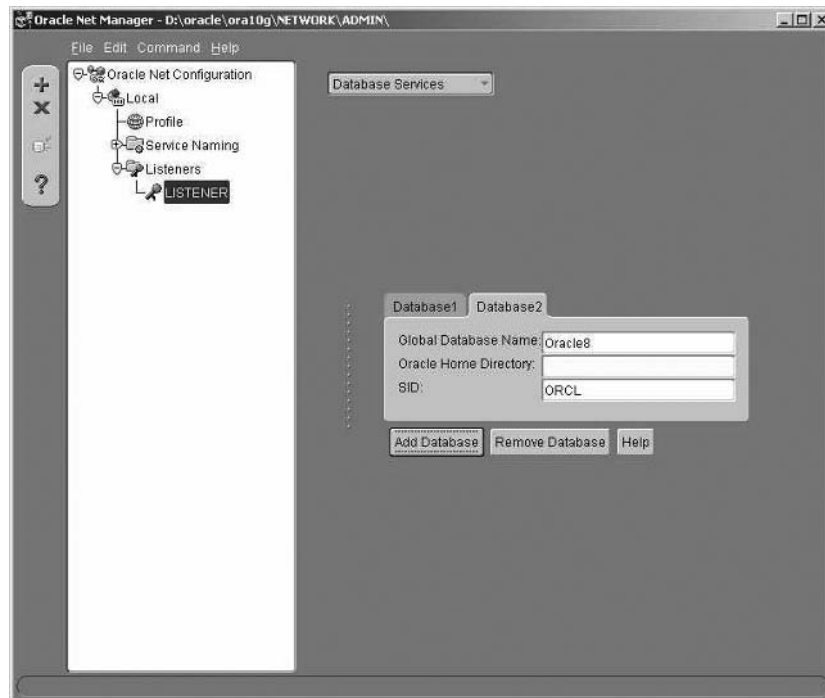 Oracle Net Manager - D:\oracle\ora10g\NETWORK\ADMIN\
File Edit Command Help
Oracle Net Configuration
Local
Profile
Service Naming
Listeners
LISTENER
Database Services
Database1 Database2
Global Database Name: Oracle8
Oracle Home Directory:
SID: ORCL
Add Database Remove Database Help